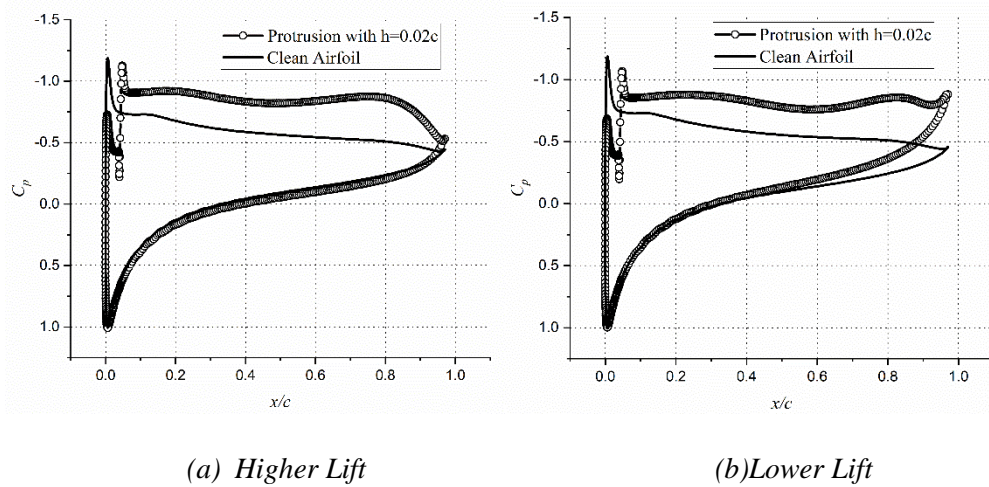 -1.5
-1.0
-0.5
0.0
0.5
1.0
C_p
Protrusion with h=0.02c
Clean Airfoil
0.0 0.2 0.4 0.6 0.8 1.0
x/c
(a) Higher Lift
-1.5
-1.0
-0.5
0.0
0.5
1.0
C_p
Protrusion with h=0.02c
Clean Airfoil
0.0 0.2 0.4 0.6 0.8 1.0
x/c
(b)Lower Lift